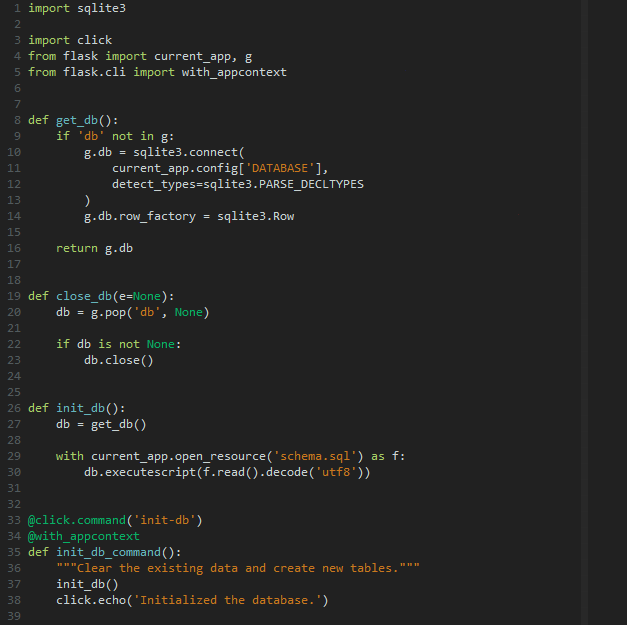 1 import sqlite3
2
3 import click
4 from flask import current_app, g
5 from flask.cli import with_appcontext
6
7
8 def get_db():
9     if 'db' not in g:
10         g.db = sqlite3.connect(
11             current_app.config['DATABASE'],
12             detect_types=sqlite3.PARSE_DECLTYPES
13         )
14         g.db.row_factory = sqlite3.Row
15
16     return g.db
17
18
19 def close_db(e=None):
20     db = g.pop('db', None)
21
22     if db is not None:
23         db.close()
24
25
26 def init_db():
27     db = get_db()
28
29     with current_app.open_resource('schema.sql') as f:
30         db.executescript(f.read().decode('utf8'))
31
32
33 @click.command('init-db')
34 @with_appcontext
35 def init_db_command():
36     """Clear the existing data and create new tables."""
37     init_db()
38     click.echo('Initialized the database.')
39